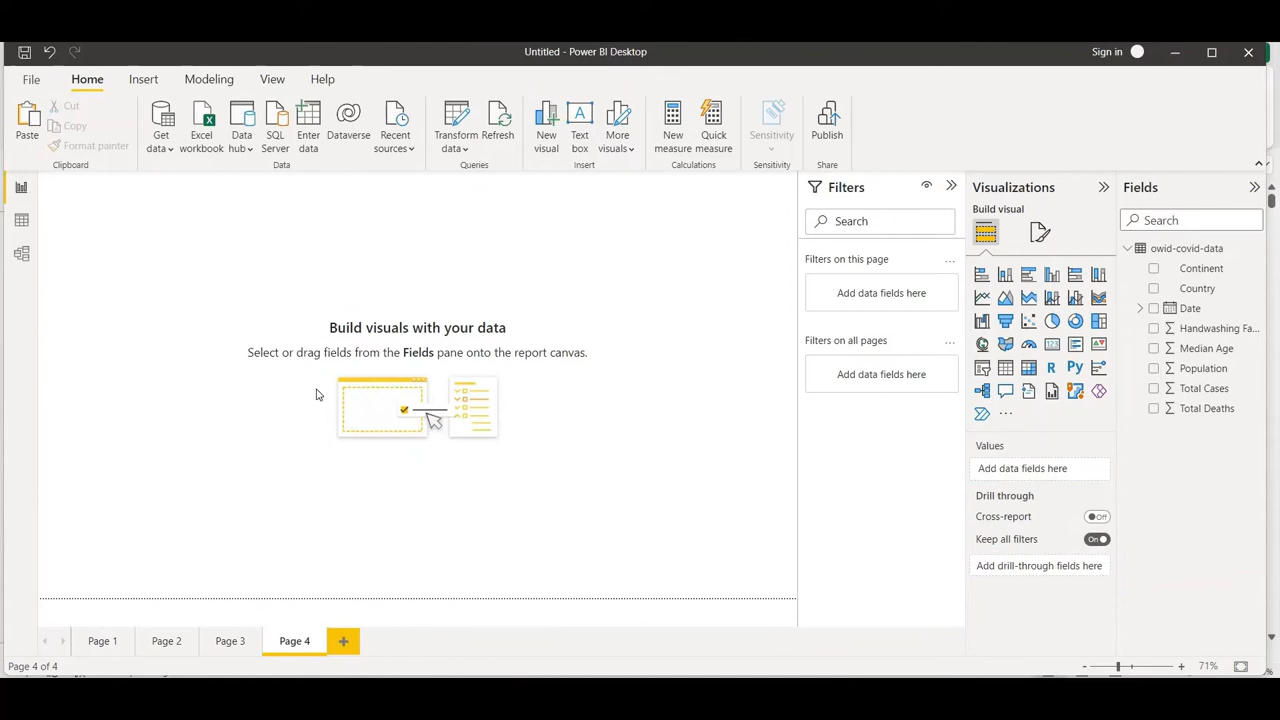 Untitled - Power BI Desktop
Sign in
File
Home
Insert
Modeling
View
Help
Paste
Cut
Copy
Format painter
Clipboard
Get data
Excel workbook
Data hub
SQL Server
Enter data
Dataverse
Recent sources
Data
Transform data
Refresh
Queries
New visual
Text box
More visuals
Insert
New measure
Quick measure
Calculations
Sensitivity
Sensitivity
Publish
Share
Build visuals with your data
Select or drag fields from the Fields pane onto the report canvas.
Filters
Search
Filters on this page
...
Add data fields here
Filters on all pages
...
Add data fields here
Visualizations
Build visual
R
Py
...
Values
Add data fields here
Drill through
Cross-report
Off
Keep all filters
On
Add drill-through fields here
Fields
Search
owid-covid-data
Continent
Country
Date
Handwashing Fa...
Median Age
Population
Total Cases
Total Deaths
Page 1
Page 2
Page 3
Page 4
Page 4 of 4
71%